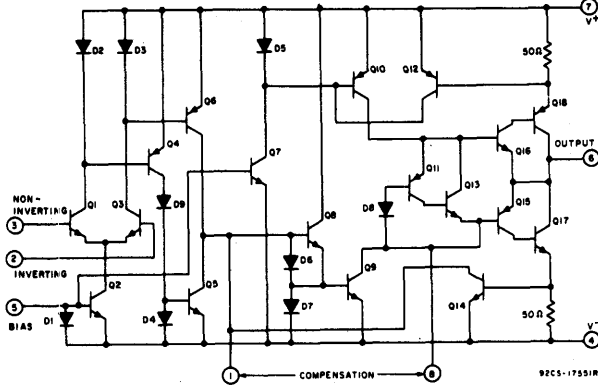 7
V+
D2
D3
D5
Q10
Q12
50Ω
Q6
Q18
Q4
OUTPUT
6
Q16
Q7
Q11
NON-
INVERTING
3
Q1
Q3
D9
Q8
D8
Q13
Q15
Q17
2
INVERTING
D6
Q9
5
BIAS
Q2
Q5
D1
D4
D7
Q14
50Ω
V-
4
1
COMPENSATION
8
92CS-17551R